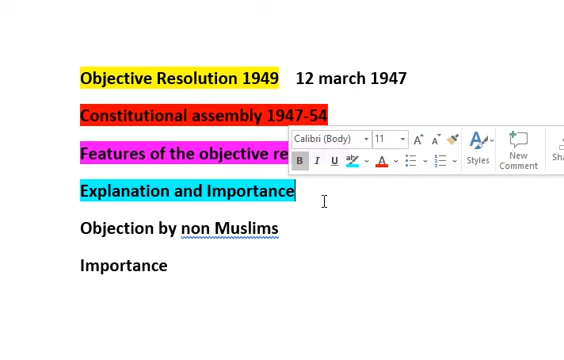 Objective Resolution 1949 12 march 1947
Constitutional assembly 1947-54
Calibri (Body) 11 A A A
Features of the objective re
B I U ab A Styles New Comment
Explanation and Importance
Objection by non Muslims
Importance